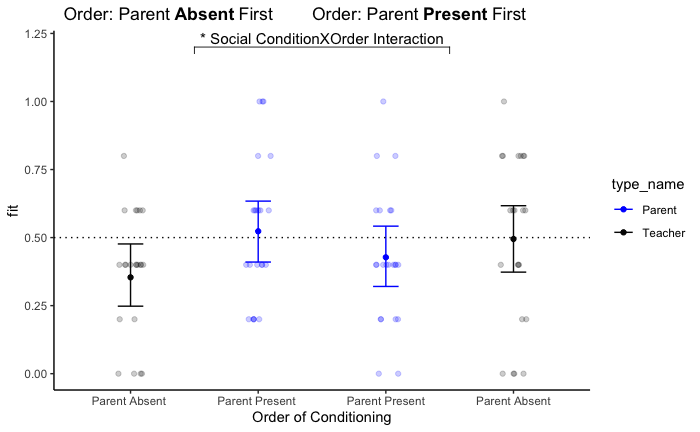 Order: Parent Absent First
Order: Parent Present First
* Social ConditionXOrder Interaction
1.25
1.00
0.75
0.50
0.25
0.00
fit
Parent Absent
Parent Present
Parent Present
Parent Absent
Order of Conditioning
type_name
Parent
Teacher